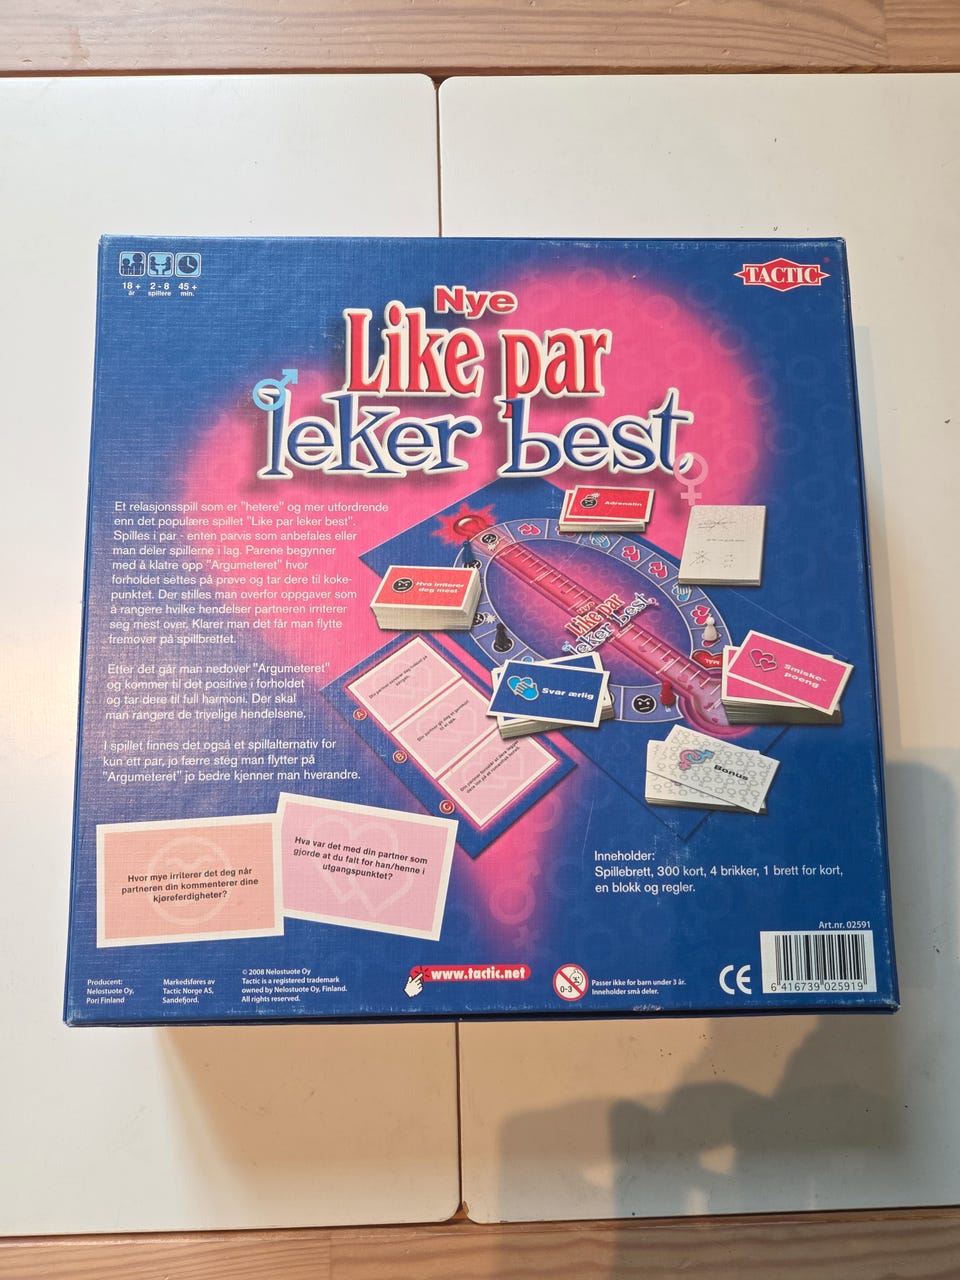 18 +
år
2 - 8
spillere
45 +
min.
TACTIC
Nye
Like par
leker best
Et relasjonsspill som er "hetere" og mer utfordrende
enn det populære spillet "Like par leker best".
Spilles i par - enten parvis som anbefales eller
man deler spillerne i lag. Parene begynner
med å klatre opp "Argumeteret" hvor
forholdet settes på prøve og tar dere til koke-
punktet. Der stilles man overfor oppgaver som
å rangere hvilke hendelser partneren irriterer
seg mest over. Klarer man det får man flytte
fremover på spillbrettet.
Etter det går man nedover "Argumeteret"
og kommer til det positive i forholdet
og tar dere til full harmoni. Der skal
man rangere de trivelige hendelsene.
I spillet finnes det også et spillalternativ for
kun ett par, jo færre steg man flytter på
"Argumeteret" jo bedre kjenner man hverandre.
Adrenalin
Hva irriterer
deg mest
Nye
Like par
leker best
Svar ærlig
Smiske-
poeng
Bonus
A
B
C
Hvor mye irriterer det deg når
partneren din kommenterer dine
kjøreferdigheter?
Hva var det med din partner som
gjorde at du falt for han/henne i
utgangspunktet?
Inneholder:
Spillebrett, 300 kort, 4 brikker, 1 brett for kort,
en blokk og regler.
Art.nr. 02591
Producer:
Nelostuote Oy,
Pori Finland
Markedsføres av
Tactic Norge AS,
Sandefjord.
© 2008 Nelostuote Oy
Tactic is a registered trademark
owned by Nelostuote Oy, Finland.
All rights reserved.
www.tactic.net
0-3
Passer ikke for barn under 3 år.
Inneholder små deler.
CE
6 416739 025919